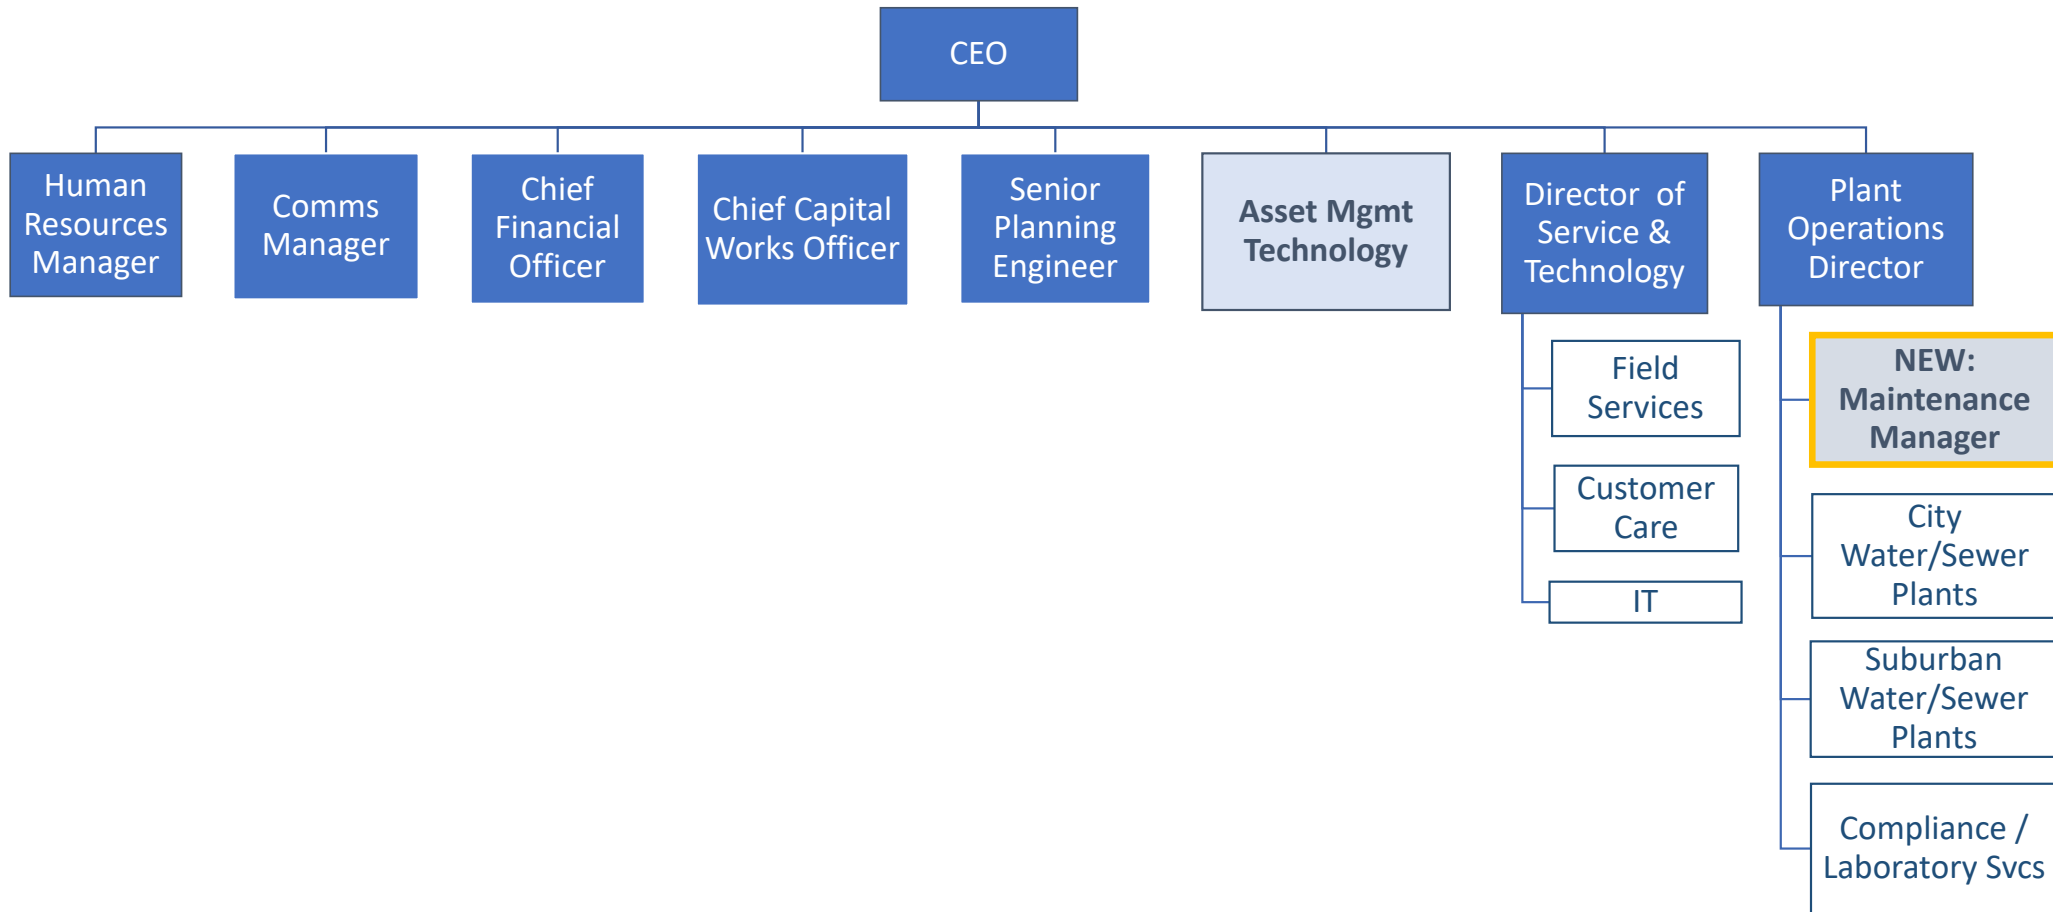 CEO
Human
Resources
Manager
Comms
Manager
Chief
Financial
Officer
Chief Capital
Works Officer
Senior
Planning
Engineer
Asset Mgmt
Technology
Director of
Service &
Technology
Plant
Operations
Director
Field
Services
Customer
Care
IT
NEW:
Maintenance
Manager
City
Water/Sewer
Plants
Suburban
Water/Sewer
Plants
Compliance /
Laboratory Svcs